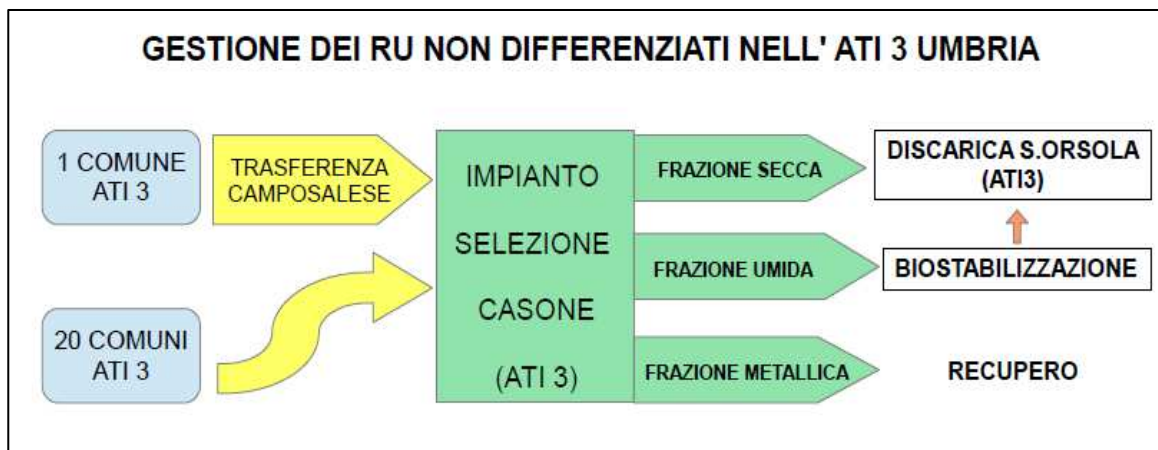 GESTIONE DEI RU NON DIFFERENZIATI NELL' ATI 3 UMBRIA
1 COMUNE
ATI 3
TRASFERENZA
CAMPOSALESE
20 COMUNI
ATI 3
IMPIANTO
SELEZIONE
CASONE
(ATI 3)
FRAZIONE SECCA
FRAZIONE UMIDA
FRAZIONE METALLICA
DISCARICA S.ORSOLA
(ATI3)
BIOSTABILIZZAZIONE
RECUPERO